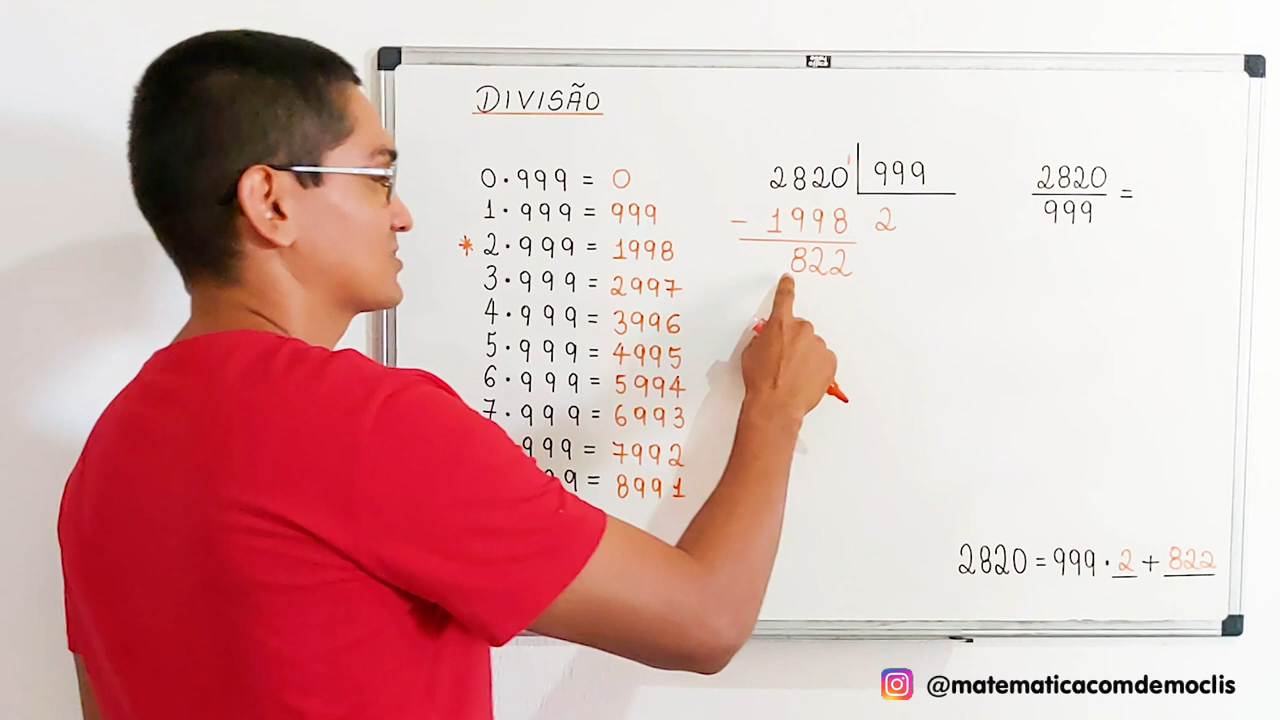 DIVISÃO
0·999 = 0
1·999 = 999
* 2·999 = 1998
3·999 = 2997
4·999 = 3996
5·999 = 4995
6·999 = 5994
7·999 = 6993
999 = 7992
9 = 8991
2820' 999
- 1998 2
822
2820
999 =
2820 = 999 · 2 + 822
@matematicacomdemoclis